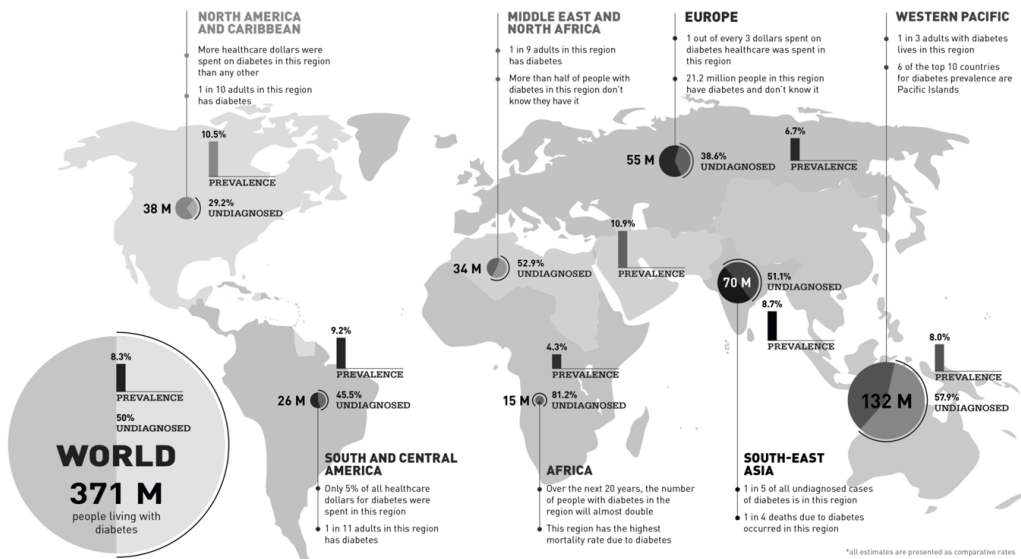 NORTH AMERICA
AND CARIBBEAN
More healthcare dollars were
spent on diabetes in this region
than any other
1 in 10 adults in this region
has diabetes
10.5%
PREVALENCE
38 M
29.2%
UNDIAGNOSED
MIDDLE EAST AND
NORTH AFRICA
1 in 9 adults in this region
has diabetes
More than half of people with
diabetes in this region don't
know they have it
10.9%
PREVALENCE
34 M
52.9%
UNDIAGNOSED
EUROPE
1 out of every 3 dollars spent on
diabetes healthcare was spent in
this region
21.2 million people in this region
have diabetes and don't know it
55 M
38.6%
UNDIAGNOSED
6.7%
PREVALENCE
WESTERN PACIFIC
1 in 3 adults with diabetes
lives in this region
6 of the top 10 countries
for diabetes prevalence are
Pacific Islands
8.0%
PREVALENCE
132 M
57.9%
UNDIAGNOSED
70 M
51.1%
UNDIAGNOSED
8.7%
PREVALENCE
SOUTH-EAST
ASIA
1 in 5 of all undiagnosed cases
of diabetes is in this region
1 in 4 deaths due to diabetes
occurred in this region
4.3%
PREVALENCE
15 M
81.2%
UNDIAGNOSED
AFRICA
Over the next 20 years, the number
of people with diabetes in the
region will almost double
This region has the highest
mortality rate due to diabetes
9.2%
PREVALENCE
26 M
45.5%
UNDIAGNOSED
SOUTH AND CENTRAL
AMERICA
Only 5% of all healthcare
dollars for diabetes were
spent in this region
1 in 11 adults in this region
has diabetes
8.3%
PREVALENCE
50%
UNDIAGNOSED
WORLD
371 M
people living with
diabetes
*all estimates are presented as comparative rates